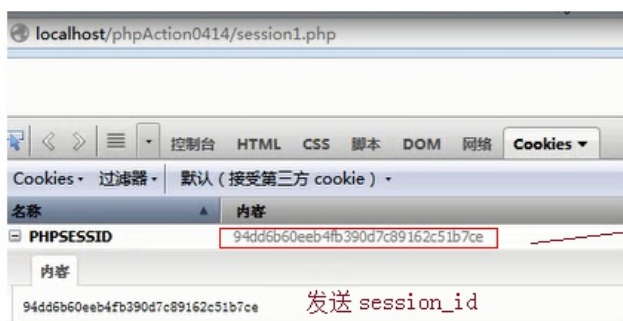 localhost/phpAction0414/session1.php
控制台 HTML CSS 脚本 DOM 网络 Cookies
Cookies 过滤器 默认（接受第三方 cookie）
名称 内容
PHPSESSID 94dd6b60eeb4fb390d7c89162c51b7ce
内容
94dd6b60eeb4fb390d7c89162c51b7ce 发送 session_id